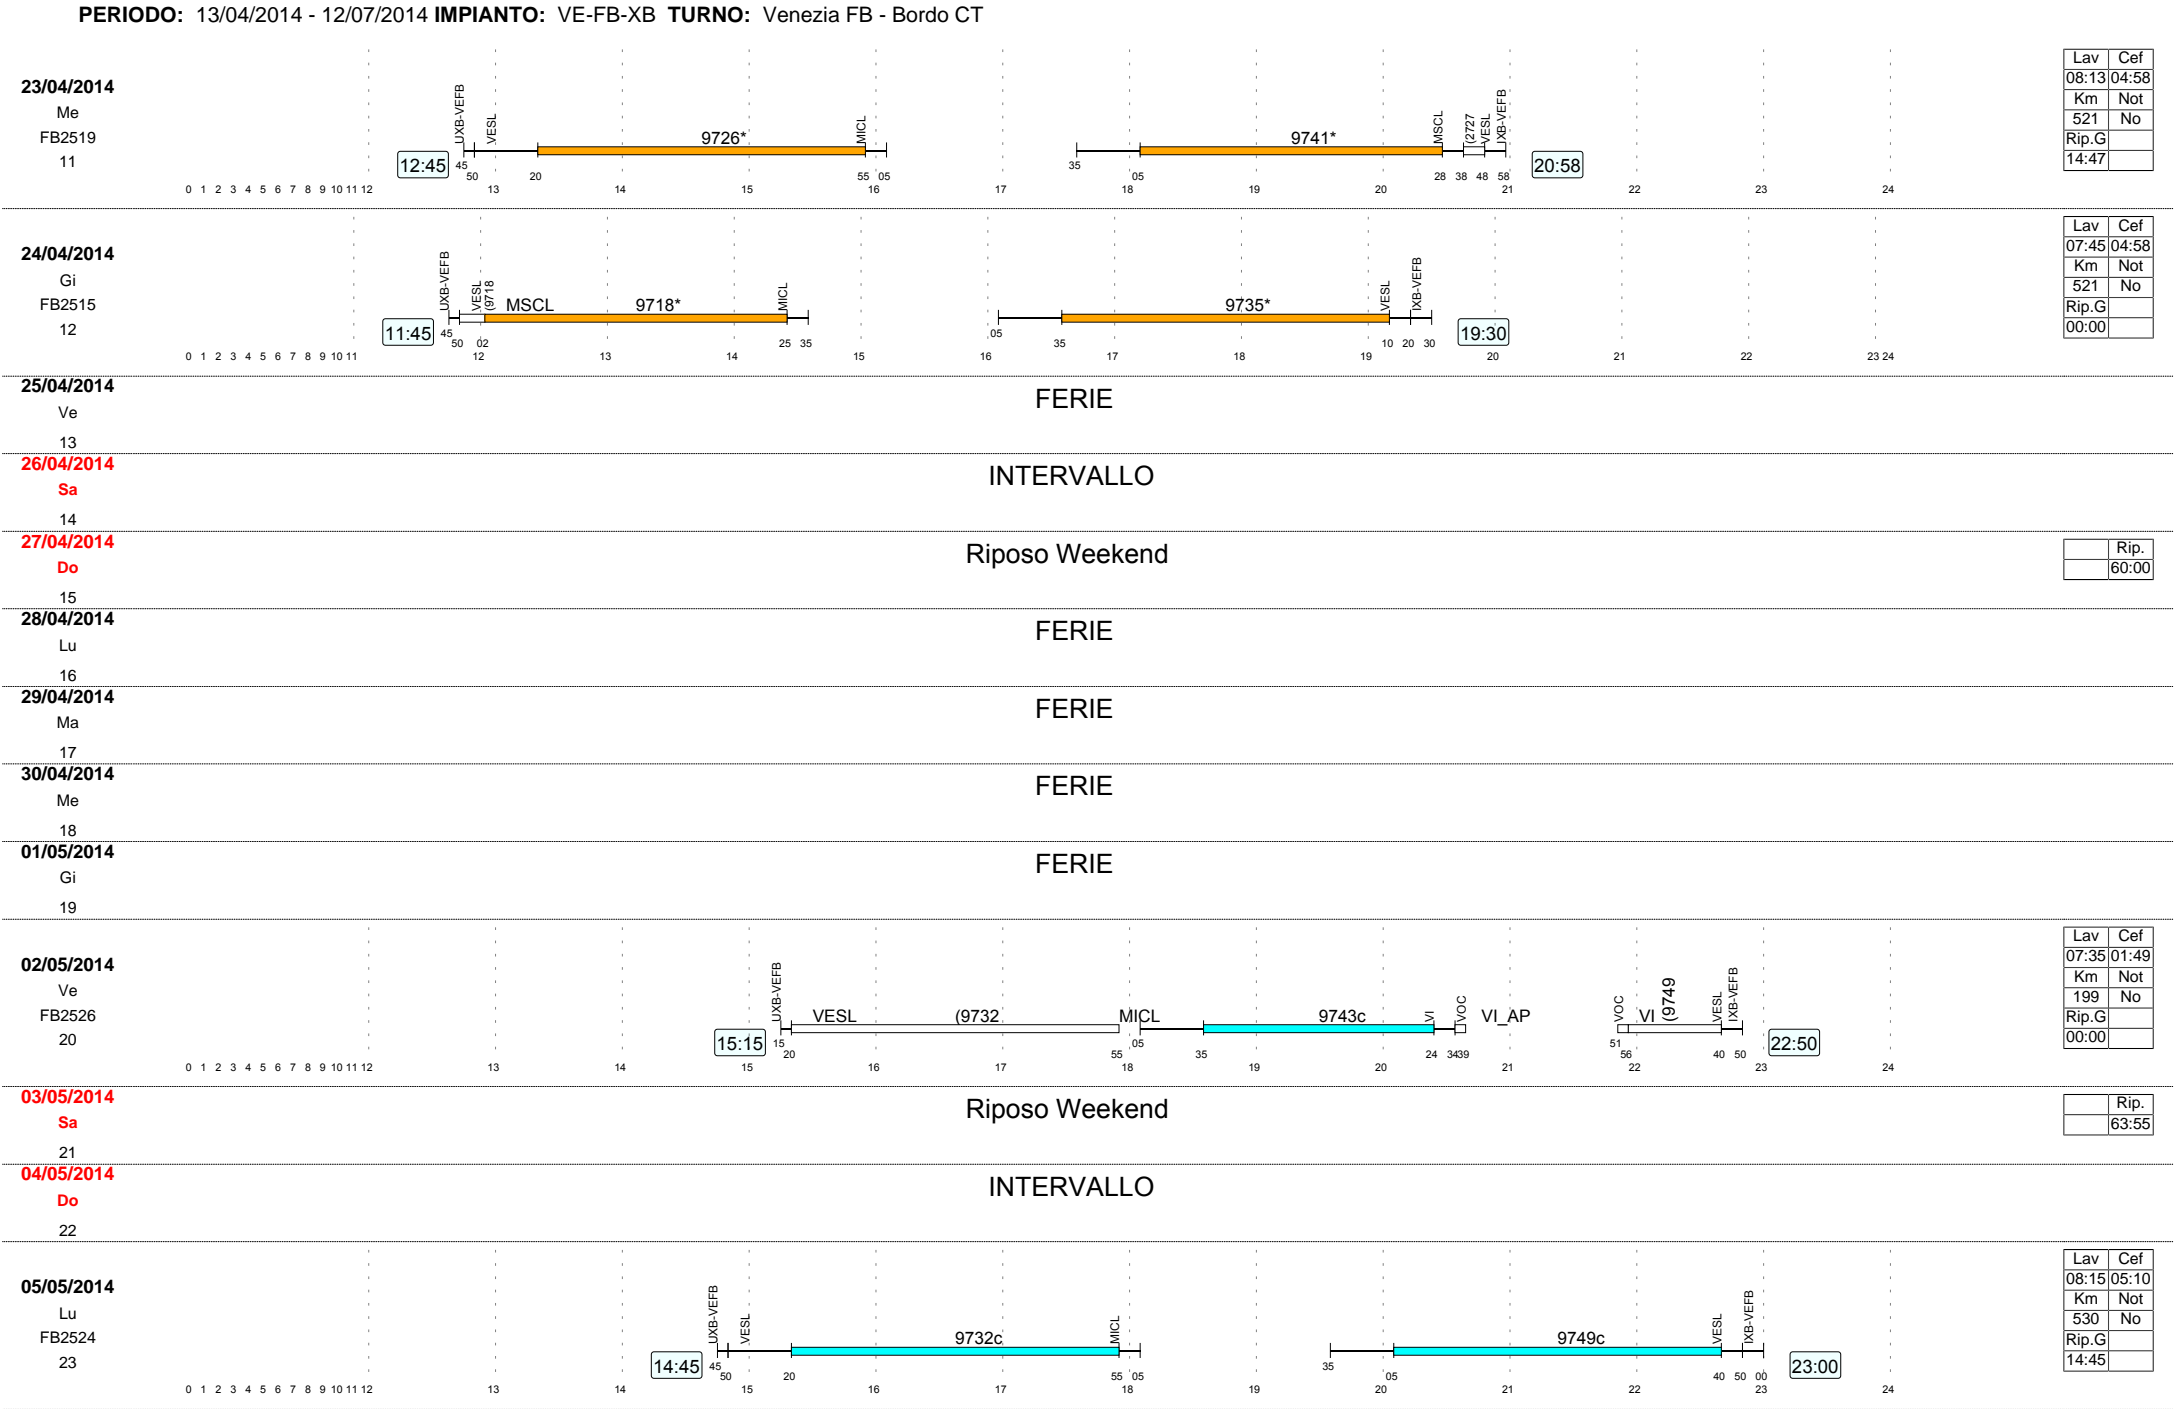 PERIODO: 13/04/2014 - 12/07/2014 IMPIANTO: VE-FB-XB TURNO: Venezia FB - Bordo CT
23/04/2014
Me
FB2519
11
12:45
UXB-VEFB
VESL
9726*
MICL
9741*
MSCL
(2727
VESL
IXB-VEFB
20:58
45 50 20 55 05 35 05 28 38 48 58
0 1 2 3 4 5 6 7 8 9 10 11 12 13 14 15 16 17 18 19 20 21 22 23 24
Lav Cef
08:13 04:58
Km Not
521 No
Rip.G
14:47
24/04/2014
Gi
FB2515
12
11:45
UXB-VEFB
VESL
(9718
MSCL
9718*
MICL
9735*
VESL
IXB-VEFB
19:30
45 50 02 25 35 05 35 10 20 30
0 1 2 3 4 5 6 7 8 9 10 11 12 13 14 15 16 17 18 19 20 21 22 23 24
Lav Cef
07:45 04:58
Km Not
521 No
Rip.G
00:00
25/04/2014
Ve
13
FERIE
26/04/2014
Sa
14
INTERVALLO
27/04/2014
Do
15
Riposo Weekend
Rip.
60:00
28/04/2014
Lu
16
FERIE
29/04/2014
Ma
17
FERIE
30/04/2014
Me
18
FERIE
01/05/2014
Gi
19
FERIE
02/05/2014
Ve
FB2526
20
15:15
UXB-VEFB
VESL
(9732
MICL
9743c
VI
VOC
VI_AP
VOC
VI
(9749
VESL
IXB-VEFB
22:50
15 20 55 05 35 24 34 39 51 56 40 50
0 1 2 3 4 5 6 7 8 9 10 11 12 13 14 15 16 17 18 19 20 21 22 23 24
Lav Cef
07:35 01:49
Km Not
199 No
Rip.G
00:00
03/05/2014
Sa
21
Riposo Weekend
Rip.
63:55
04/05/2014
Do
22
INTERVALLO
05/05/2014
Lu
FB2524
23
14:45
UXB-VEFB
VESL
9732c
MICL
9749c
VESL
IXB-VEFB
23:00
45 50 20 55 05 35 05 40 50 00
0 1 2 3 4 5 6 7 8 9 10 11 12 13 14 15 16 17 18 19 20 21 22 23 24
Lav Cef
08:15 05:10
Km Not
530 No
Rip.G
14:45